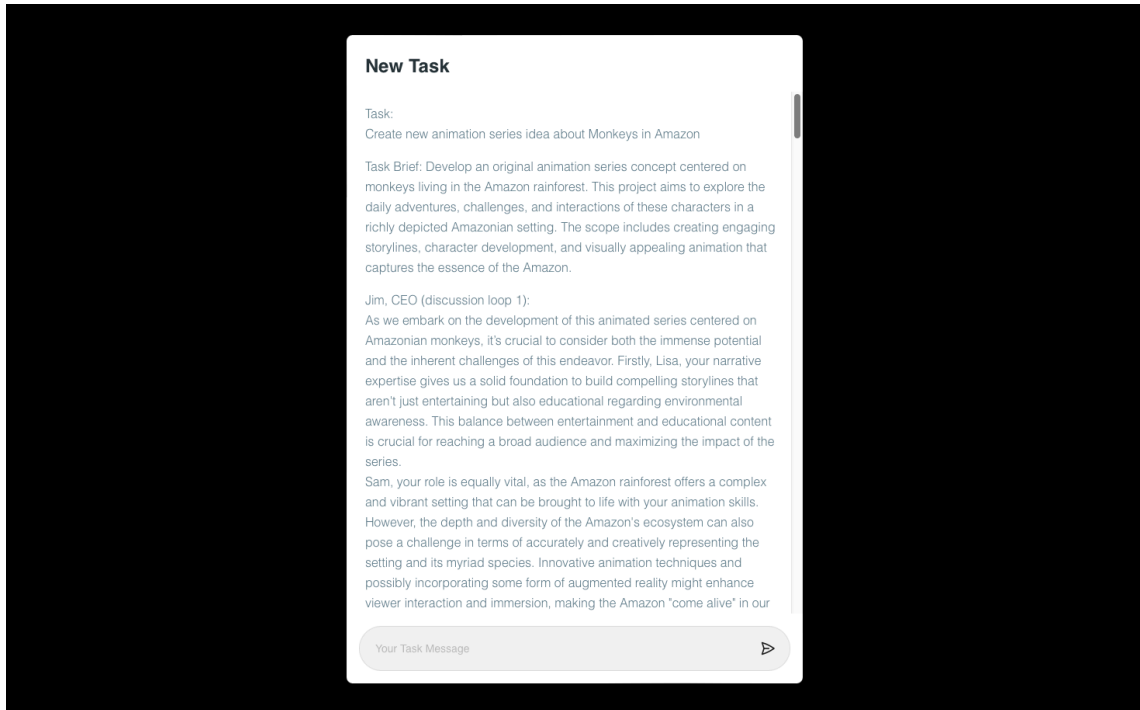 New Task
Task:
Create new animation series idea about Monkeys in Amazon
Task Brief: Develop an original animation series concept centered on
monkeys living in the Amazon rainforest. This project aims to explore the
daily adventures, challenges, and interactions of these characters in a
richly depicted Amazonian setting. The scope includes creating engaging
storylines, character development, and visually appealing animation that
captures the essence of the Amazon.
Jim, CEO (discussion loop 1):
As we embark on the development of this animated series centered on
Amazonian monkeys, it's crucial to consider both the immense potential
and the inherent challenges of this endeavor. Firstly, Lisa, your narrative
expertise gives us a solid foundation to build compelling storylines that
aren't just entertaining but also educational regarding environmental
awareness. This balance between entertainment and educational content
is crucial for reaching a broad audience and maximizing the impact of the
series.
Sam, your role is equally vital, as the Amazon rainforest offers a complex
and vibrant setting that can be brought to life with your animation skills.
However, the depth and diversity of the Amazon's ecosystem can also
pose a challenge in terms of accurately and creatively representing the
setting and its myriad species. Innovative animation techniques and
possibly incorporating some form of augmented reality might enhance
viewer interaction and immersion, making the Amazon "come alive" in our
Your Task Message